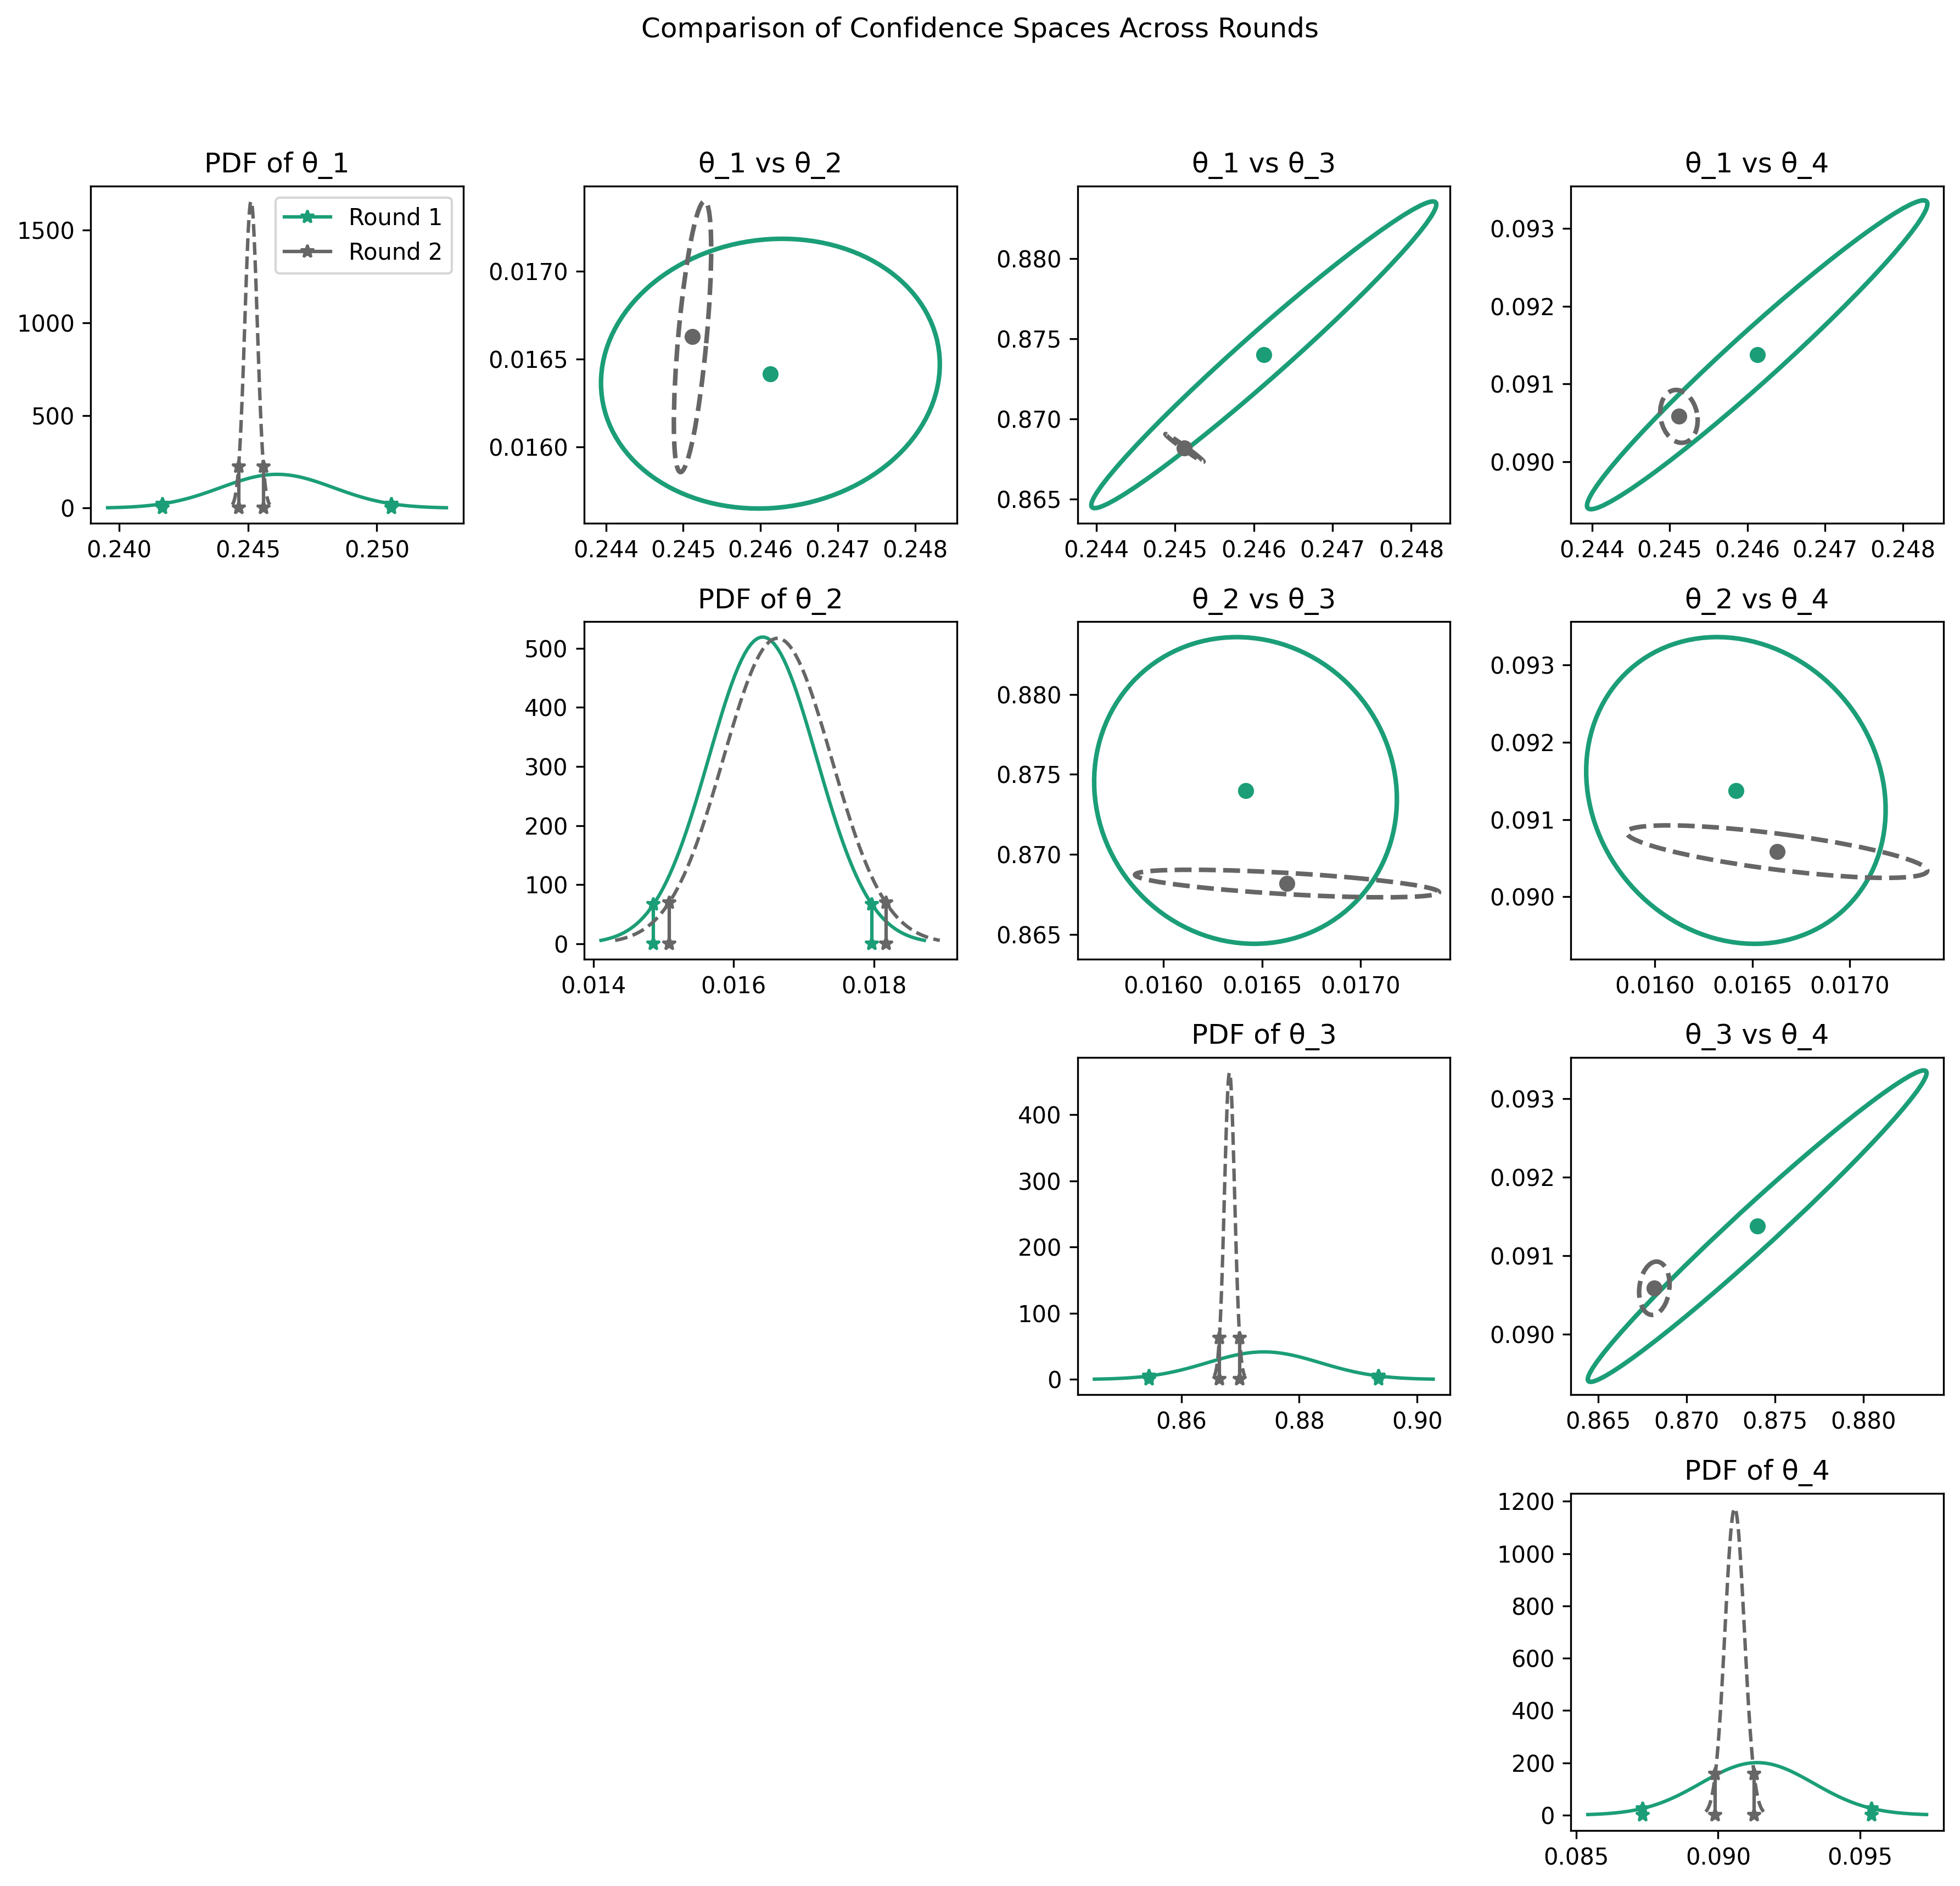 Comparison of Confidence Spaces Across Rounds
PDF of θ_1
θ_1 vs θ_2
θ_1 vs θ_3
θ_1 vs θ_4
1500
1000
500
0
Round 1
Round 2
0.240 0.245 0.250
0.0170
0.0165
0.0160
0.244 0.245 0.246 0.247 0.248
0.880
0.875
0.870
0.865
0.244 0.245 0.246 0.247 0.248
0.093
0.092
0.091
0.090
0.244 0.245 0.246 0.247 0.248
PDF of θ_2
θ_2 vs θ_3
θ_2 vs θ_4
500
400
300
200
100
0
0.014 0.016 0.018
0.880
0.875
0.870
0.865
0.0160 0.0165 0.0170
0.093
0.092
0.091
0.090
0.0160 0.0165 0.0170
PDF of θ_3
θ_3 vs θ_4
400
300
200
100
0
0.86 0.88 0.90
0.093
0.092
0.091
0.090
0.865 0.870 0.875 0.880
PDF of θ_4
1200
1000
800
600
400
200
0
0.085 0.090 0.095